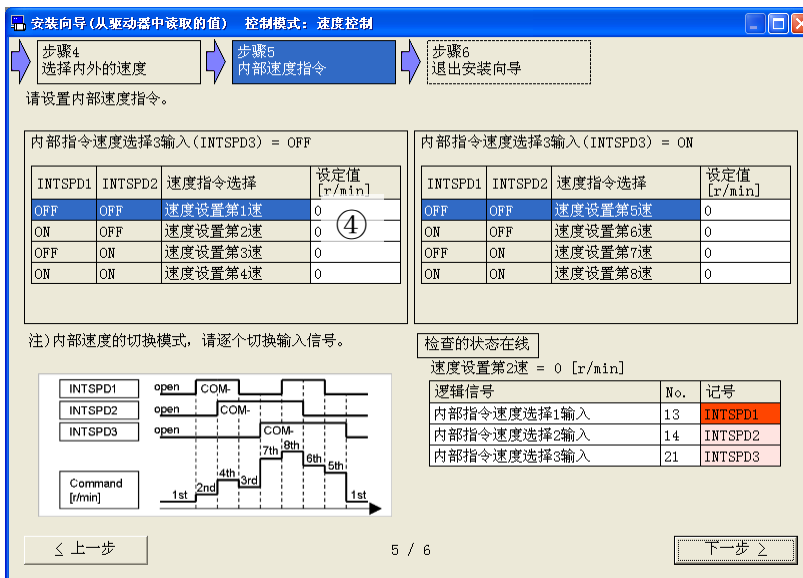 安装向导(从驱动器中读取的值) 控制模式: 速度控制
步骤4
选择内外的速度
步骤5
内部速度指令
步骤6
退出安装向导
请设置内部速度指令。
内部指令速度选择3输入(INTSPD3) = OFF
INTSPD1 INTSPD2 速度指令选择 设定值[r/min]
OFF OFF 速度设置第1速 0
ON OFF 速度设置第2速 0
OFF ON 速度设置第3速 0
ON ON 速度设置第4速 0
④
内部指令速度选择3输入(INTSPD3) = ON
INTSPD1 INTSPD2 速度指令选择 设定值[r/min]
OFF OFF 速度设置第5速 0
ON OFF 速度设置第6速 0
OFF ON 速度设置第7速 0
ON ON 速度设置第8速 0
注)内部速度的切换模式，请逐个切换输入信号。
INTSPD1 open COM-
INTSPD2 open COM-
INTSPD3 open COM-
Command
[r/min]
1st 2nd 4th 3rd 7th 8th 6th 5th 1st
检查的状态在线
速度设置第2速 = 0 [r/min]
逻辑信号 No. 记号
内部指令速度选择1输入 13 INTSPD1
内部指令速度选择2输入 14 INTSPD2
内部指令速度选择3输入 21 INTSPD3
≤ 上一步
5 / 6
下一步 ≥